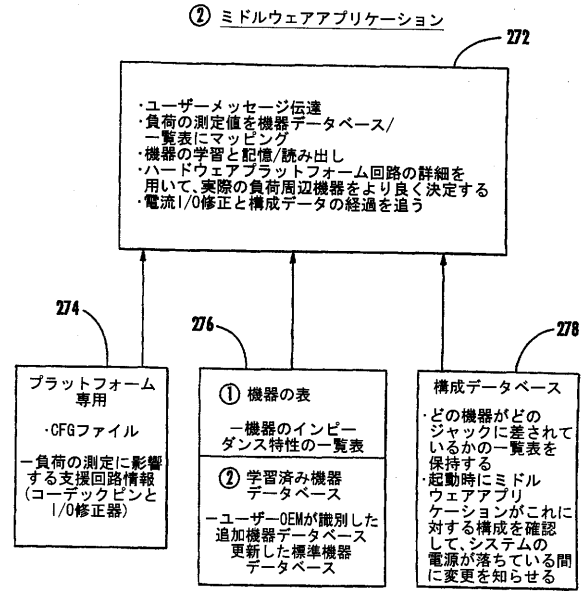 ② ミドルウェアアプリケーション
272
・ユーザーメッセージ伝達
・負荷の測定値を機器データベース/
一覧表にマッピング
・機器の学習と記憶/読み出し
・ハードウェアプラットフォーム回路の詳細を
用いて、実際の負荷周辺機器をより良く決定する
・電流I/O修正と構成データの経過を追う
274
プラットフォーム
専用
・CFGファイル
－負荷の測定に影響
する支援回路情報
(コーデックピンと
I/O修正器)
276
① 機器の表
－機器のインピー
ダンス特性の一覧表
② 学習済み機器
データベース
－ユーザーOEMが識別した
追加機器データベース
更新した標準機器
データベース
278
構成データベース
・どの機器がどの
ジャックに差されて
いるかの一覧表を
保持する
・起動時にミドル
ウェアアプリ
ケーションがこれに
対する構成を確認
して、システムの
電源が落ちている間
に変更を知らせる